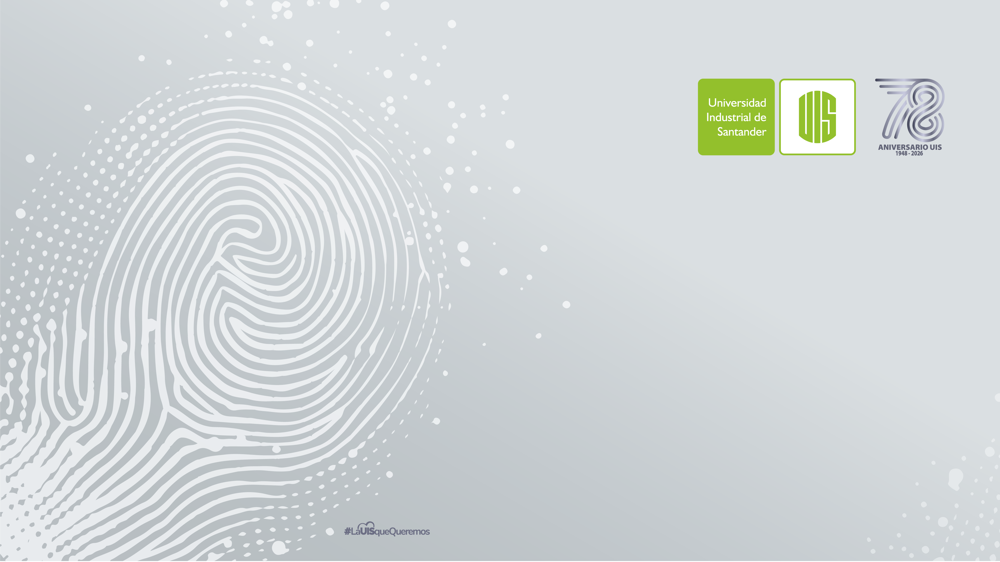 Universidad
Industrial de
Santander
UIS
78
ANIVERSARIO UIS
1948 - 2026
#LaUISqueQueremos